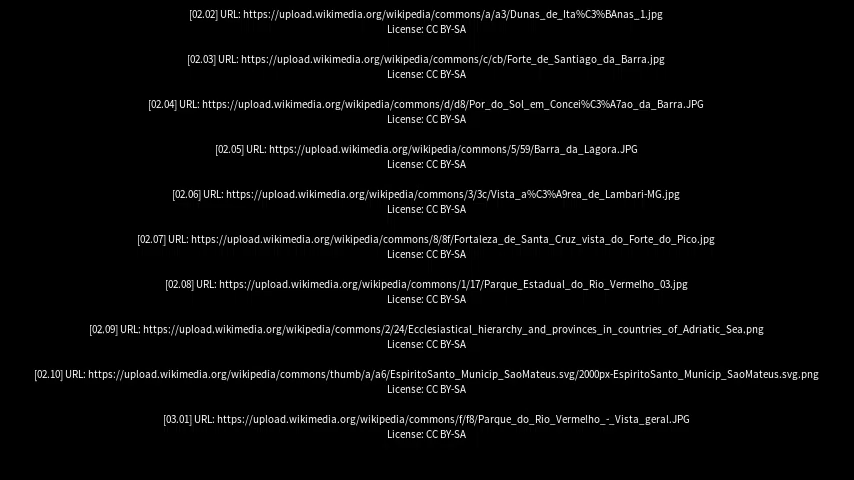 [02.02] URL: https://upload.wikimedia.org/wikipedia/commons/a/a3/Dunas_de_Ita%C3%BAnas_1.jpg
License: CC BY-SA
[02.03] URL: https://upload.wikimedia.org/wikipedia/commons/c/cb/Forte_de_Santiago_da_Barra.jpg
License: CC BY-SA
[02.04] URL: https://upload.wikimedia.org/wikipedia/commons/d/d8/Por_do_Sol_em_Concei%C3%A7ao_da_Barra.JPG
License: CC BY-SA
[02.05] URL: https://upload.wikimedia.org/wikipedia/commons/5/59/Barra_da_Lagora.JPG
License: CC BY-SA
[02.06] URL: https://upload.wikimedia.org/wikipedia/commons/3/3c/Vista_a%C3%A9rea_de_Lambari-MG.jpg
License: CC BY-SA
[02.07] URL: https://upload.wikimedia.org/wikipedia/commons/8/8f/Fortaleza_de_Santa_Cruz_vista_do_Forte_do_Pico.jpg
License: CC BY-SA
[02.08] URL: https://upload.wikimedia.org/wikipedia/commons/1/17/Parque_Estadual_do_Rio_Vermelho_03.jpg
License: CC BY-SA
[02.09] URL: https://upload.wikimedia.org/wikipedia/commons/2/24/Ecclesiastical_hierarchy_and_provinces_in_countries_of_Adriatic_Sea.png
License: CC BY-SA
[02.10] URL: https://upload.wikimedia.org/wikipedia/commons/thumb/a/a6/EspiritoSanto_Municip_SaoMateus.svg/2000px-EspiritoSanto_Municip_SaoMateus.svg.png
License: CC BY-SA
[03.01] URL: https://upload.wikimedia.org/wikipedia/commons/f/f8/Parque_do_Rio_Vermelho_-_Vista_geral.JPG
License: CC BY-SA